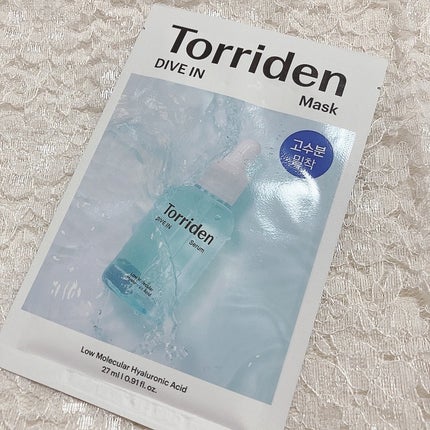 Torriden
DIVE IN
Mask
고수분
밀착
Torriden
DIVE IN
Serum
Low Molecular Hyaluronic Acid
27 ml | 0.91 fl. oz.